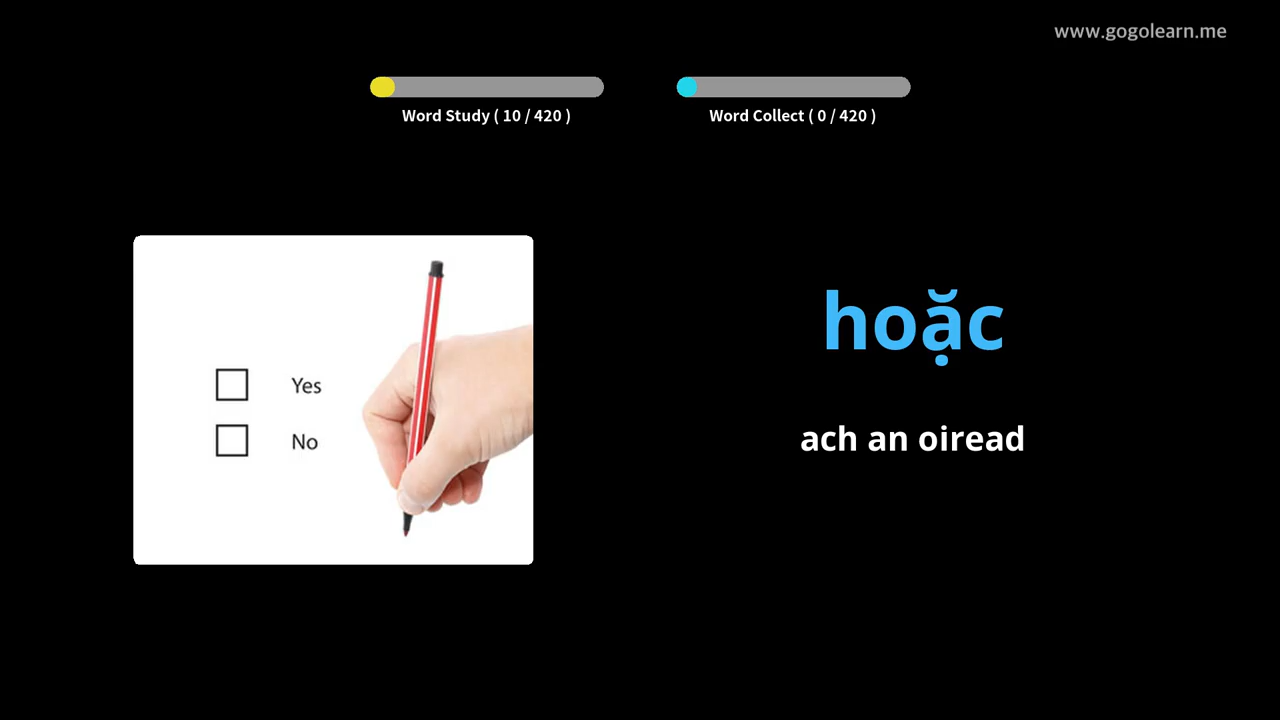 www.gogolearn.me
Word Study ( 10 / 420 )
Word Collect ( 0 / 420 )
Yes
No
hoặc
ach an oiread